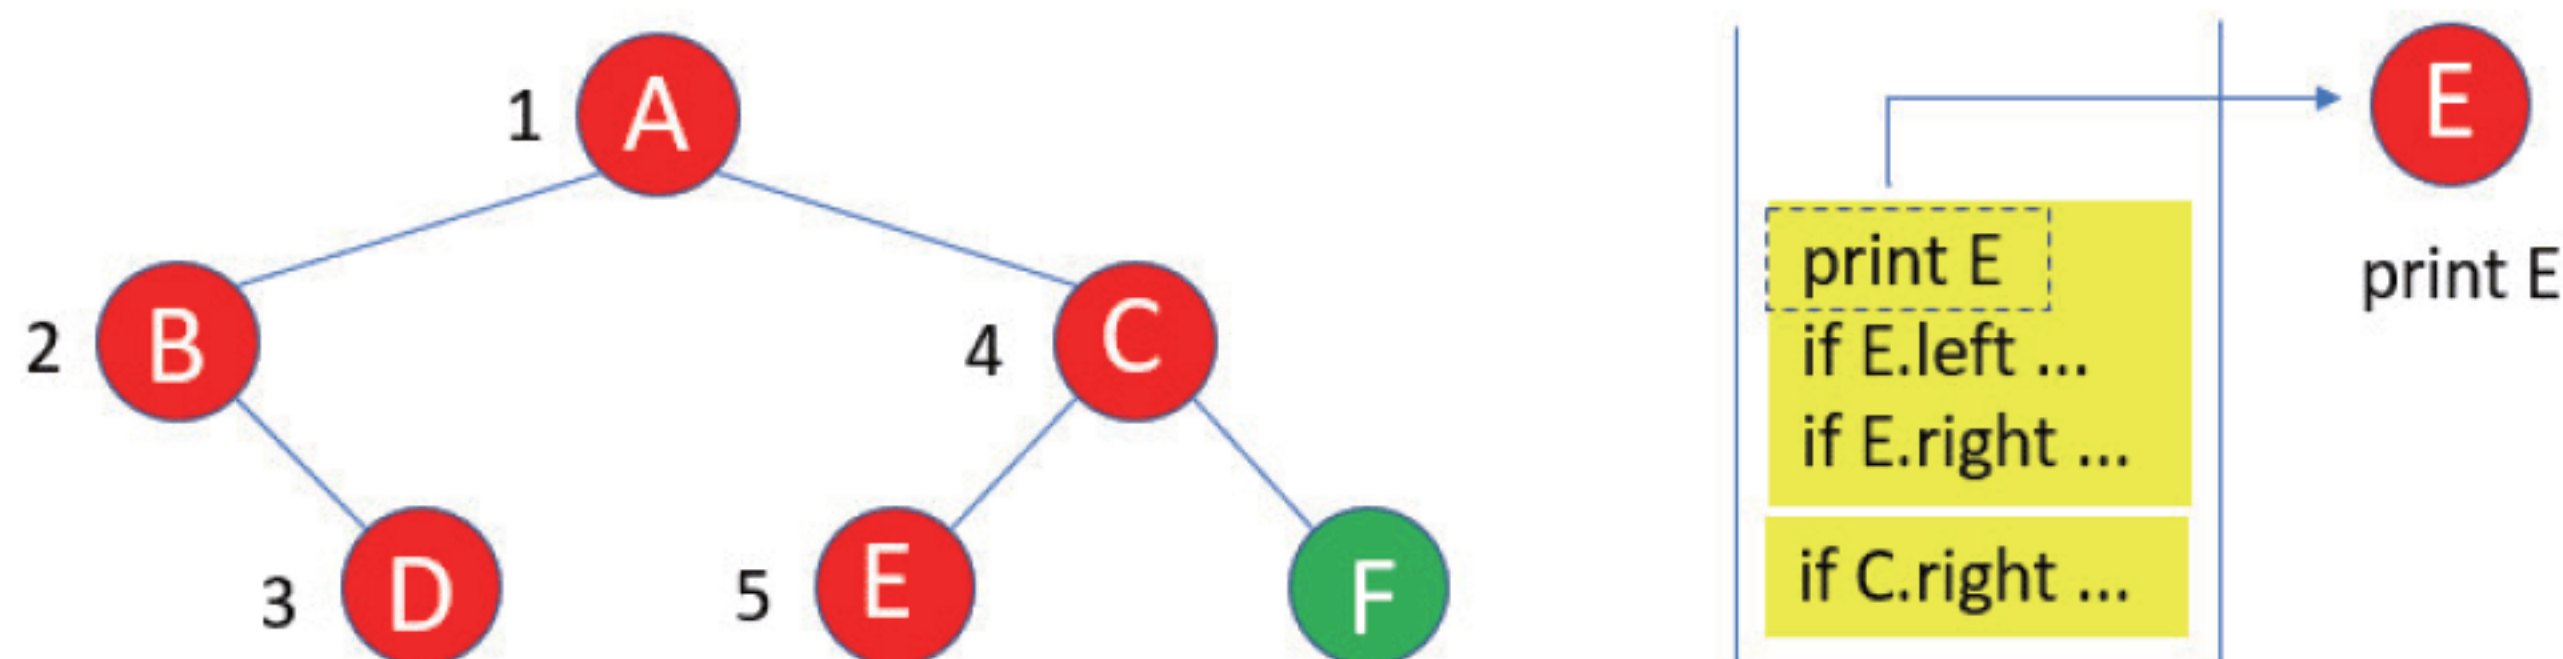 1 A
E
2 B
4 C
print E
print E
if E.left ...
if E.right ...
3 D
5 E
F
if C.right ...